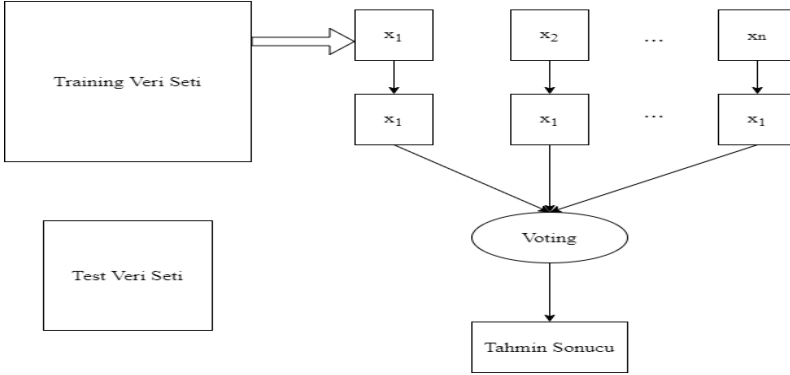 x₁
x₂
...
xn
Training Veri Seti
x₁
x₁
...
x₁
Voting
Test Veri Seti
Tahmin Sonucu